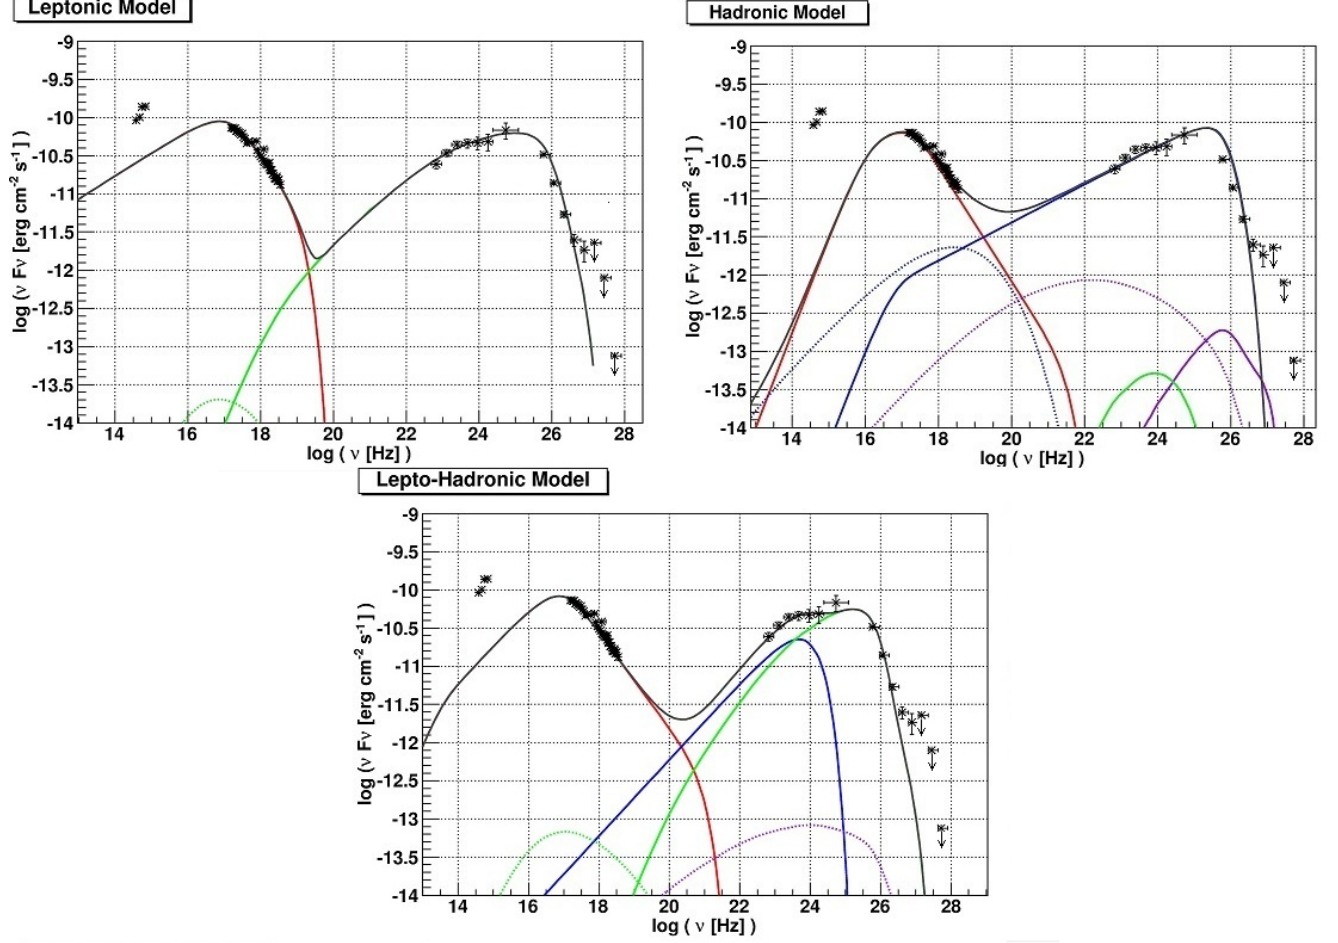 Leptonic Model
-9
-9.5
-10
-10.5
-11
-11.5
-12
-12.5
-13
-13.5
-14
log (ν Fν [erg cm-2 s-1] )
14 16 18 20 22 24 26 28
log ( ν [Hz] )
Hadronic Model
-9
-9.5
-10
-10.5
-11
-11.5
-12
-12.5
-13
-13.5
-14
log (ν Fν [erg cm-2 s-1] )
14 16 18 20 22 24 26 28
log ( ν [Hz] )
Lepto-Hadronic Model
-9
-9.5
-10
-10.5
-11
-11.5
-12
-12.5
-13
-13.5
-14
log (ν Fν [erg cm-2 s-1] )
14 16 18 20 22 24 26 28
log ( ν [Hz] )